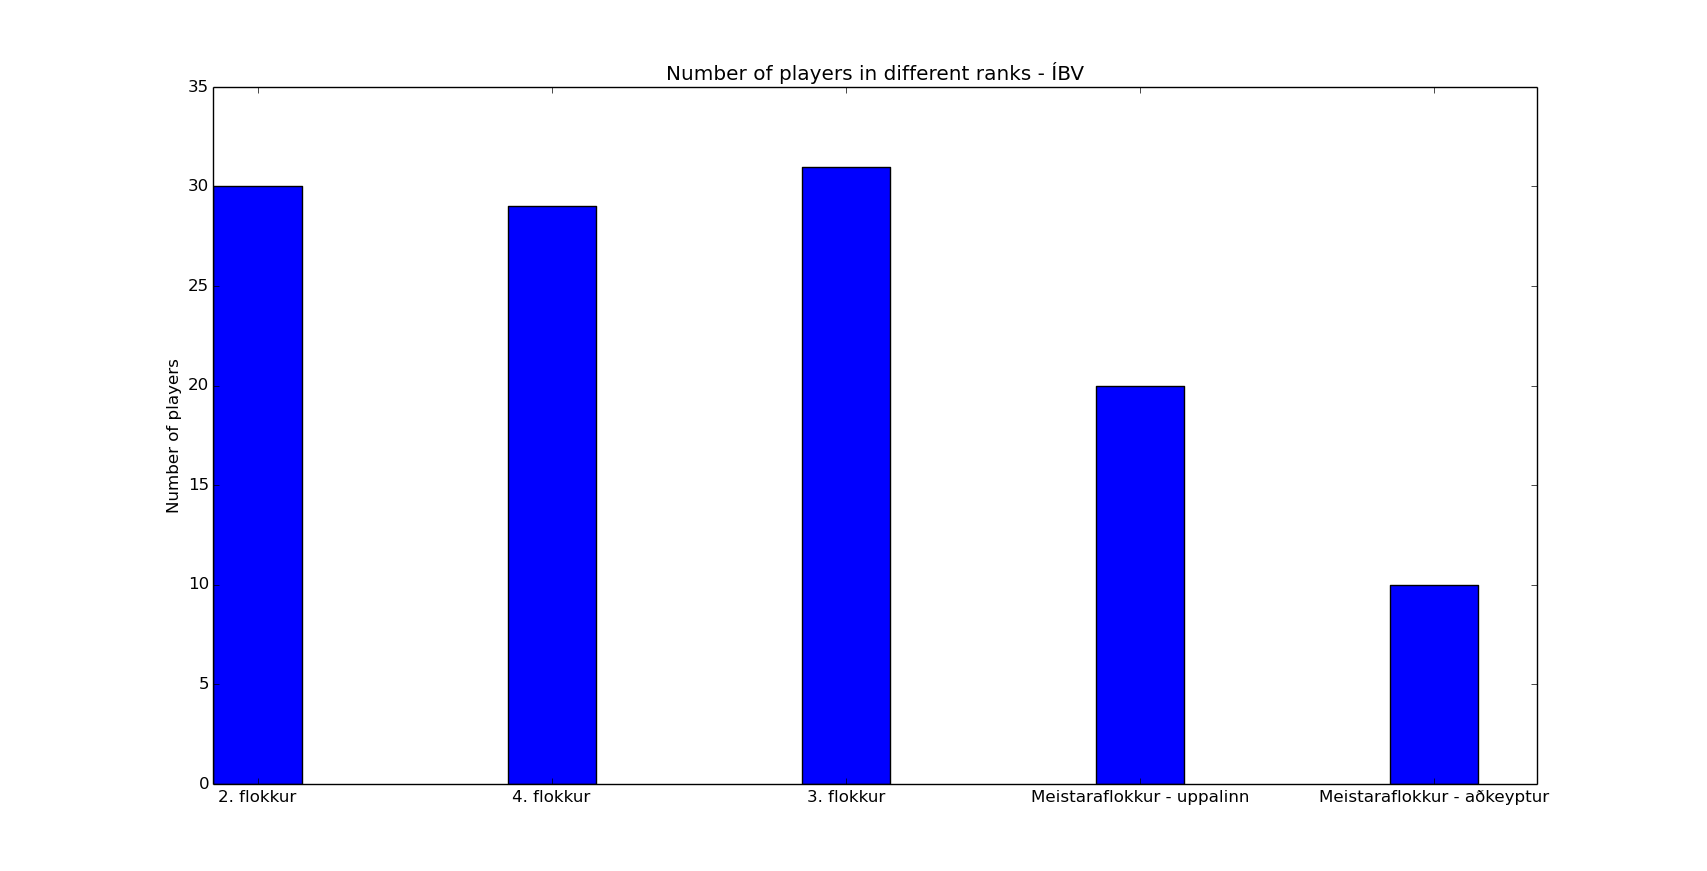 Number of players in different ranks - ÍBV
Number of players
35
30
25
20
15
10
5
0
2. flokkur
4. flokkur
3. flokkur
Meistaraflokkur - uppalinn
Meistaraflokkur - aðkeyptur